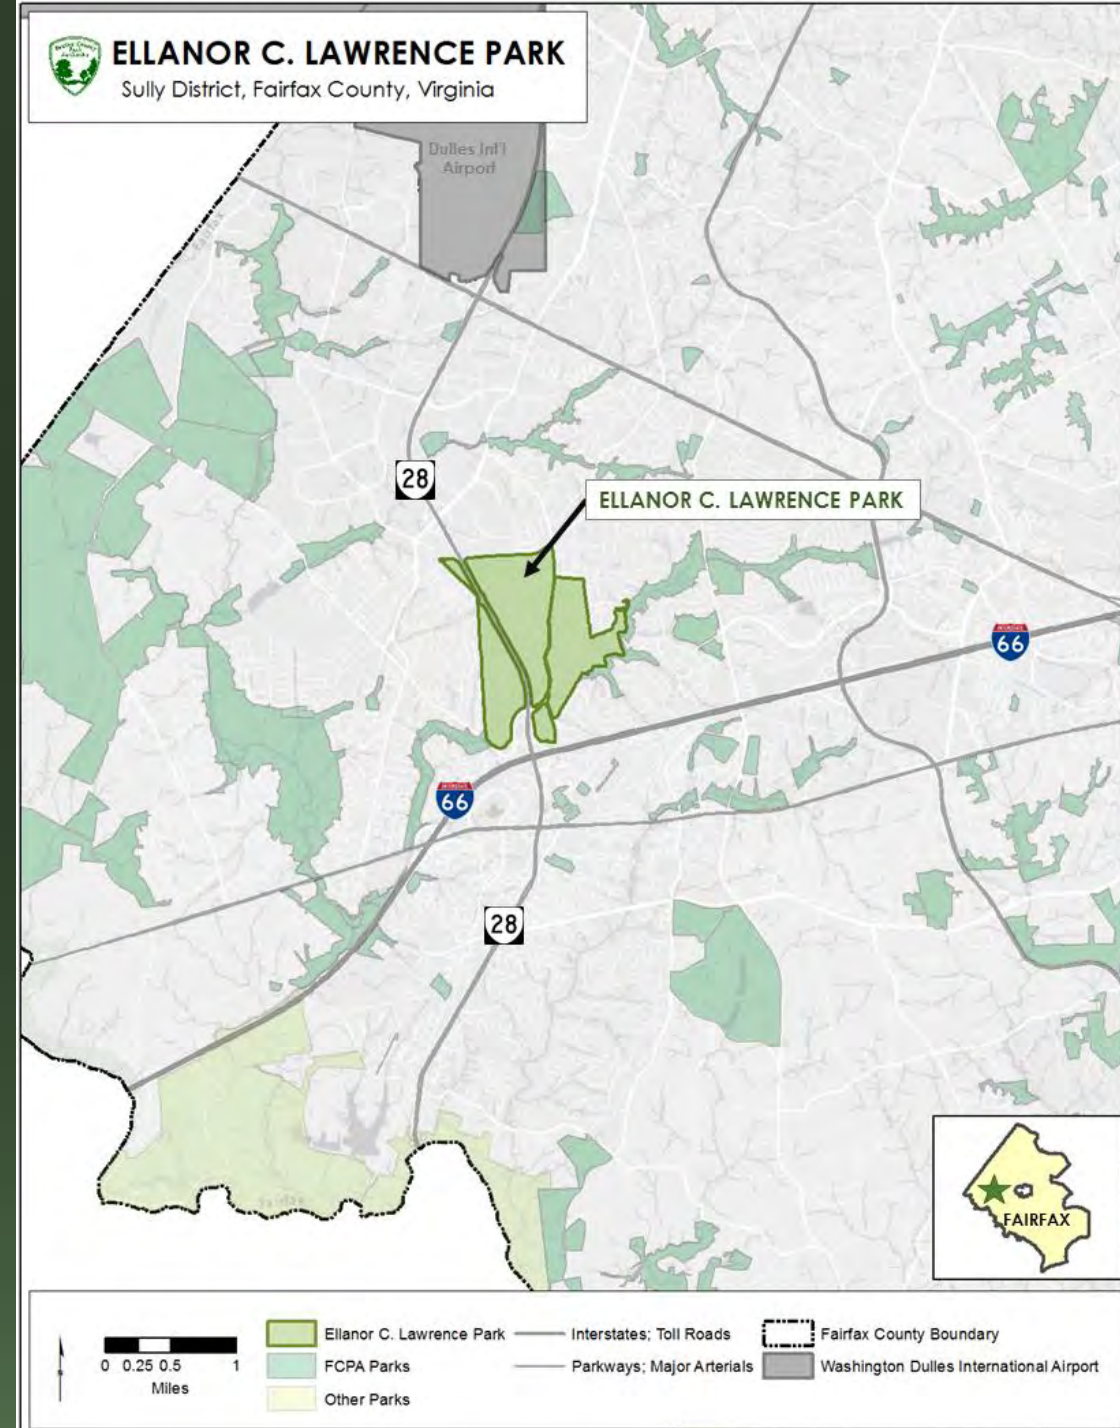 ELLANOR C. LAWRENCE PARK
Sully District, Fairfax County, Virginia
Dulles Int'l
Airport
Fairfax
28
ELLANOR C. LAWRENCE PARK
66
66
28
Fairfax
FAIRFAX
0 0.25 0.5 1
Miles
Ellanor C. Lawrence Park
FCPA Parks
Other Parks
Interstates; Toll Roads
Parkways; Major Arterials
Fairfax County Boundary
Washington Dulles International Airport